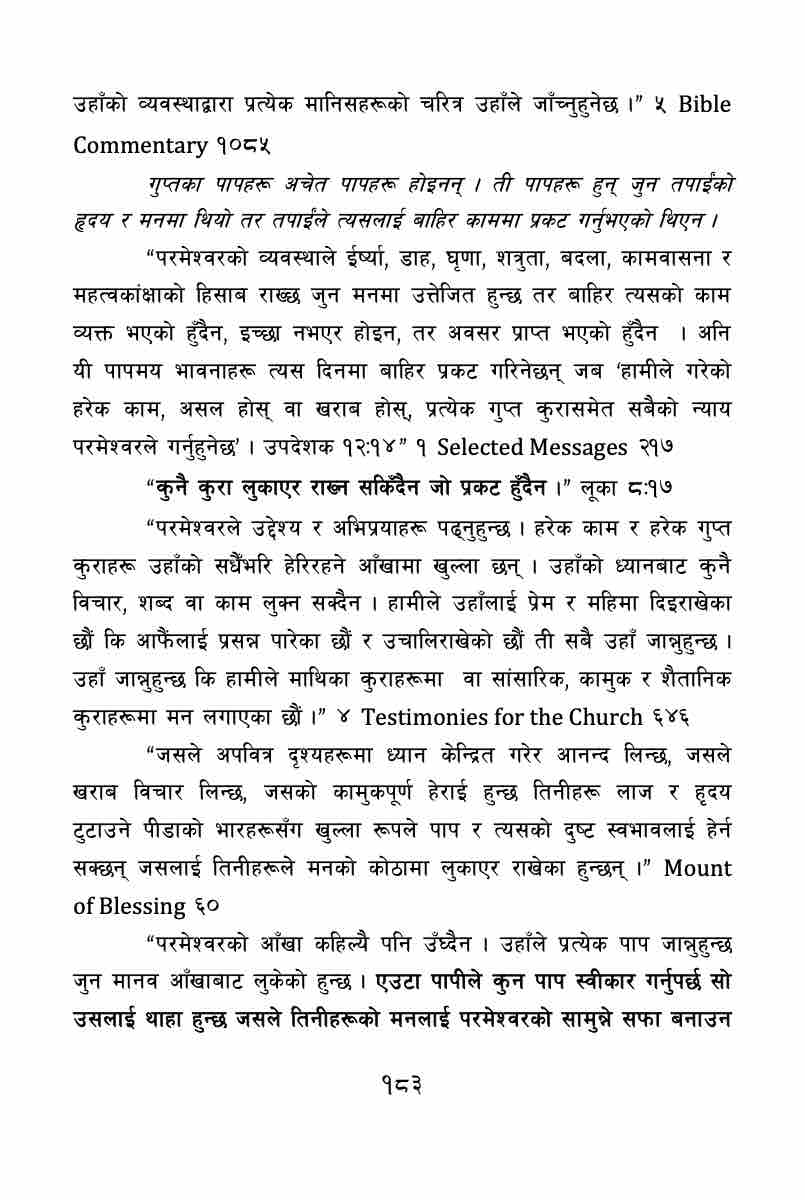 उहाँको व्यवस्थाद्वारा प्रत्येक मानिसहरूको चरित्र उहाँले जाँच्नुहुनेछ ।” ५ Bible
Commentary १०८५
गुप्तका पापहरू अचेत पापहरू होइनन् । ती पापहरू हुन् जुन तपाईंको
हृदय र मनमा थियो तर तपाईंले त्यसलाई बाहिर काममा प्रकट गर्नुभएको थिएन ।
“परमेश्वरको व्यवस्थाले ईर्ष्या, डाह, घृणा, शत्रुता, बदला, कामवासना र
महत्वकांक्षाको हिसाब राख्छ जुन मनमा उत्तेजित हुन्छ तर बाहिर त्यसको काम
व्यक्त भएको हुँदैन, इच्छा नभएर होइन, तर अवसर प्राप्त भएको हुँदैन । अनि
यी पापमय भावनाहरू त्यस दिनमा बाहिर प्रकट गरिनेछन् जब ‘हामीले गरेको
हरेक काम, असल होस् वा खराब होस्, प्रत्येक गुप्त कुरासमेत सबैको न्याय
परमेश्वरले गर्नुहुनेछ’ । उपदेशक १२:१४” १ Selected Messages २१७
“कुनै कुरा लुकाएर राख्न सकिँदैन जो प्रकट हुँदैन ।” लूका ८:१७
“परमेश्वरले उद्देश्य र अभिप्रयाहरू पढ्नुहुन्छ । हरेक काम र हरेक गुप्त
कुराहरू उहाँको सधैँभरि हेरिरहने आँखामा खुल्ला छन् । उहाँको ध्यानबाट कुनै
विचार, शब्द वा काम लुक्न सक्दैन । हामीले उहाँलाई प्रेम र महिमा दिइराखेका
छौं कि आफैंलाई प्रसन्न पारेका छौं र उचालिराखेको छौं ती सबै उहाँ जान्नुहुन्छ ।
उहाँ जान्नुहुन्छ कि हामीले माथिका कुराहरूमा वा सांसारिक, कामुक र शैतानिक
कुराहरूमा मन लगाएका छौं ।” ४ Testimonies for the Church ६४६
“जसले अपवित्र दृश्यहरूमा ध्यान केन्द्रित गरेर आनन्द लिन्छ, जसले
खराब विचार लिन्छ, जसको कामुकपूर्ण हेराई हुन्छ तिनीहरू लाज र हृदय
टुटाउने पीडाको भारहरूसँग खुल्ला रूपले पाप र त्यसको दुष्ट स्वभावलाई हेर्न
सक्छन् जसलाई तिनीहरूले मनको कोठामा लुकाएर राखेका हुन्छन् ।” Mount
of Blessing ६०
“परमेश्वरको आँखा कहिल्यै पनि उँघ्दैन । उहाँले प्रत्येक पाप जान्नुहुन्छ
जुन मानव आँखाबाट लुकेको हुन्छ । एउटा पापीले कुन पाप स्वीकार गर्नुपर्छ सो
उसलाई थाहा हुन्छ जसले तिनीहरूको मनलाई परमेश्वरको सामुन्ने सफा बनाउन
१८३